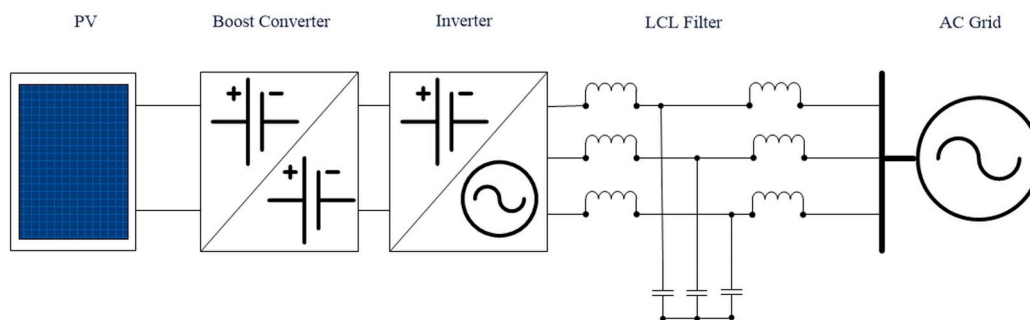 PV
Boost Converter
Inverter
LCL Filter
AC Grid